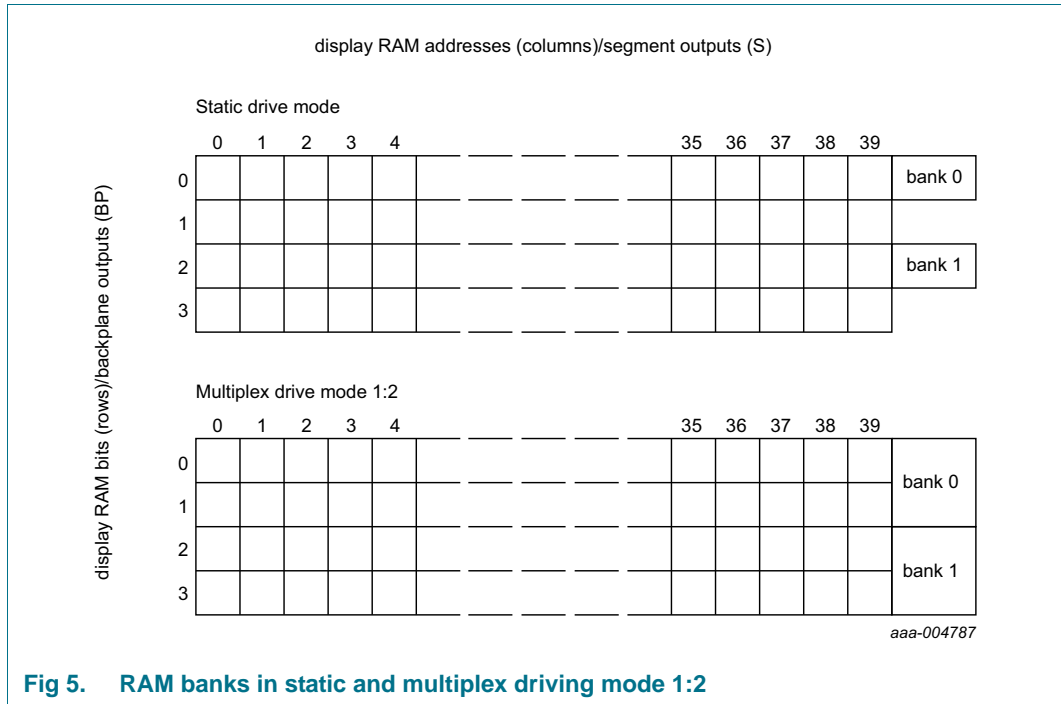 display RAM addresses (columns)/segment outputs (S)
display RAM bits (rows)/backplane outputs (BP)
Static drive mode
0 1 2 3 4 35 36 37 38 39
0 bank 0
1
2 bank 1
3
Multiplex drive mode 1:2
0 1 2 3 4 35 36 37 38 39
0
bank 0
1
2
bank 1
3
aaa-004787
Fig 5. RAM banks in static and multiplex driving mode 1:2